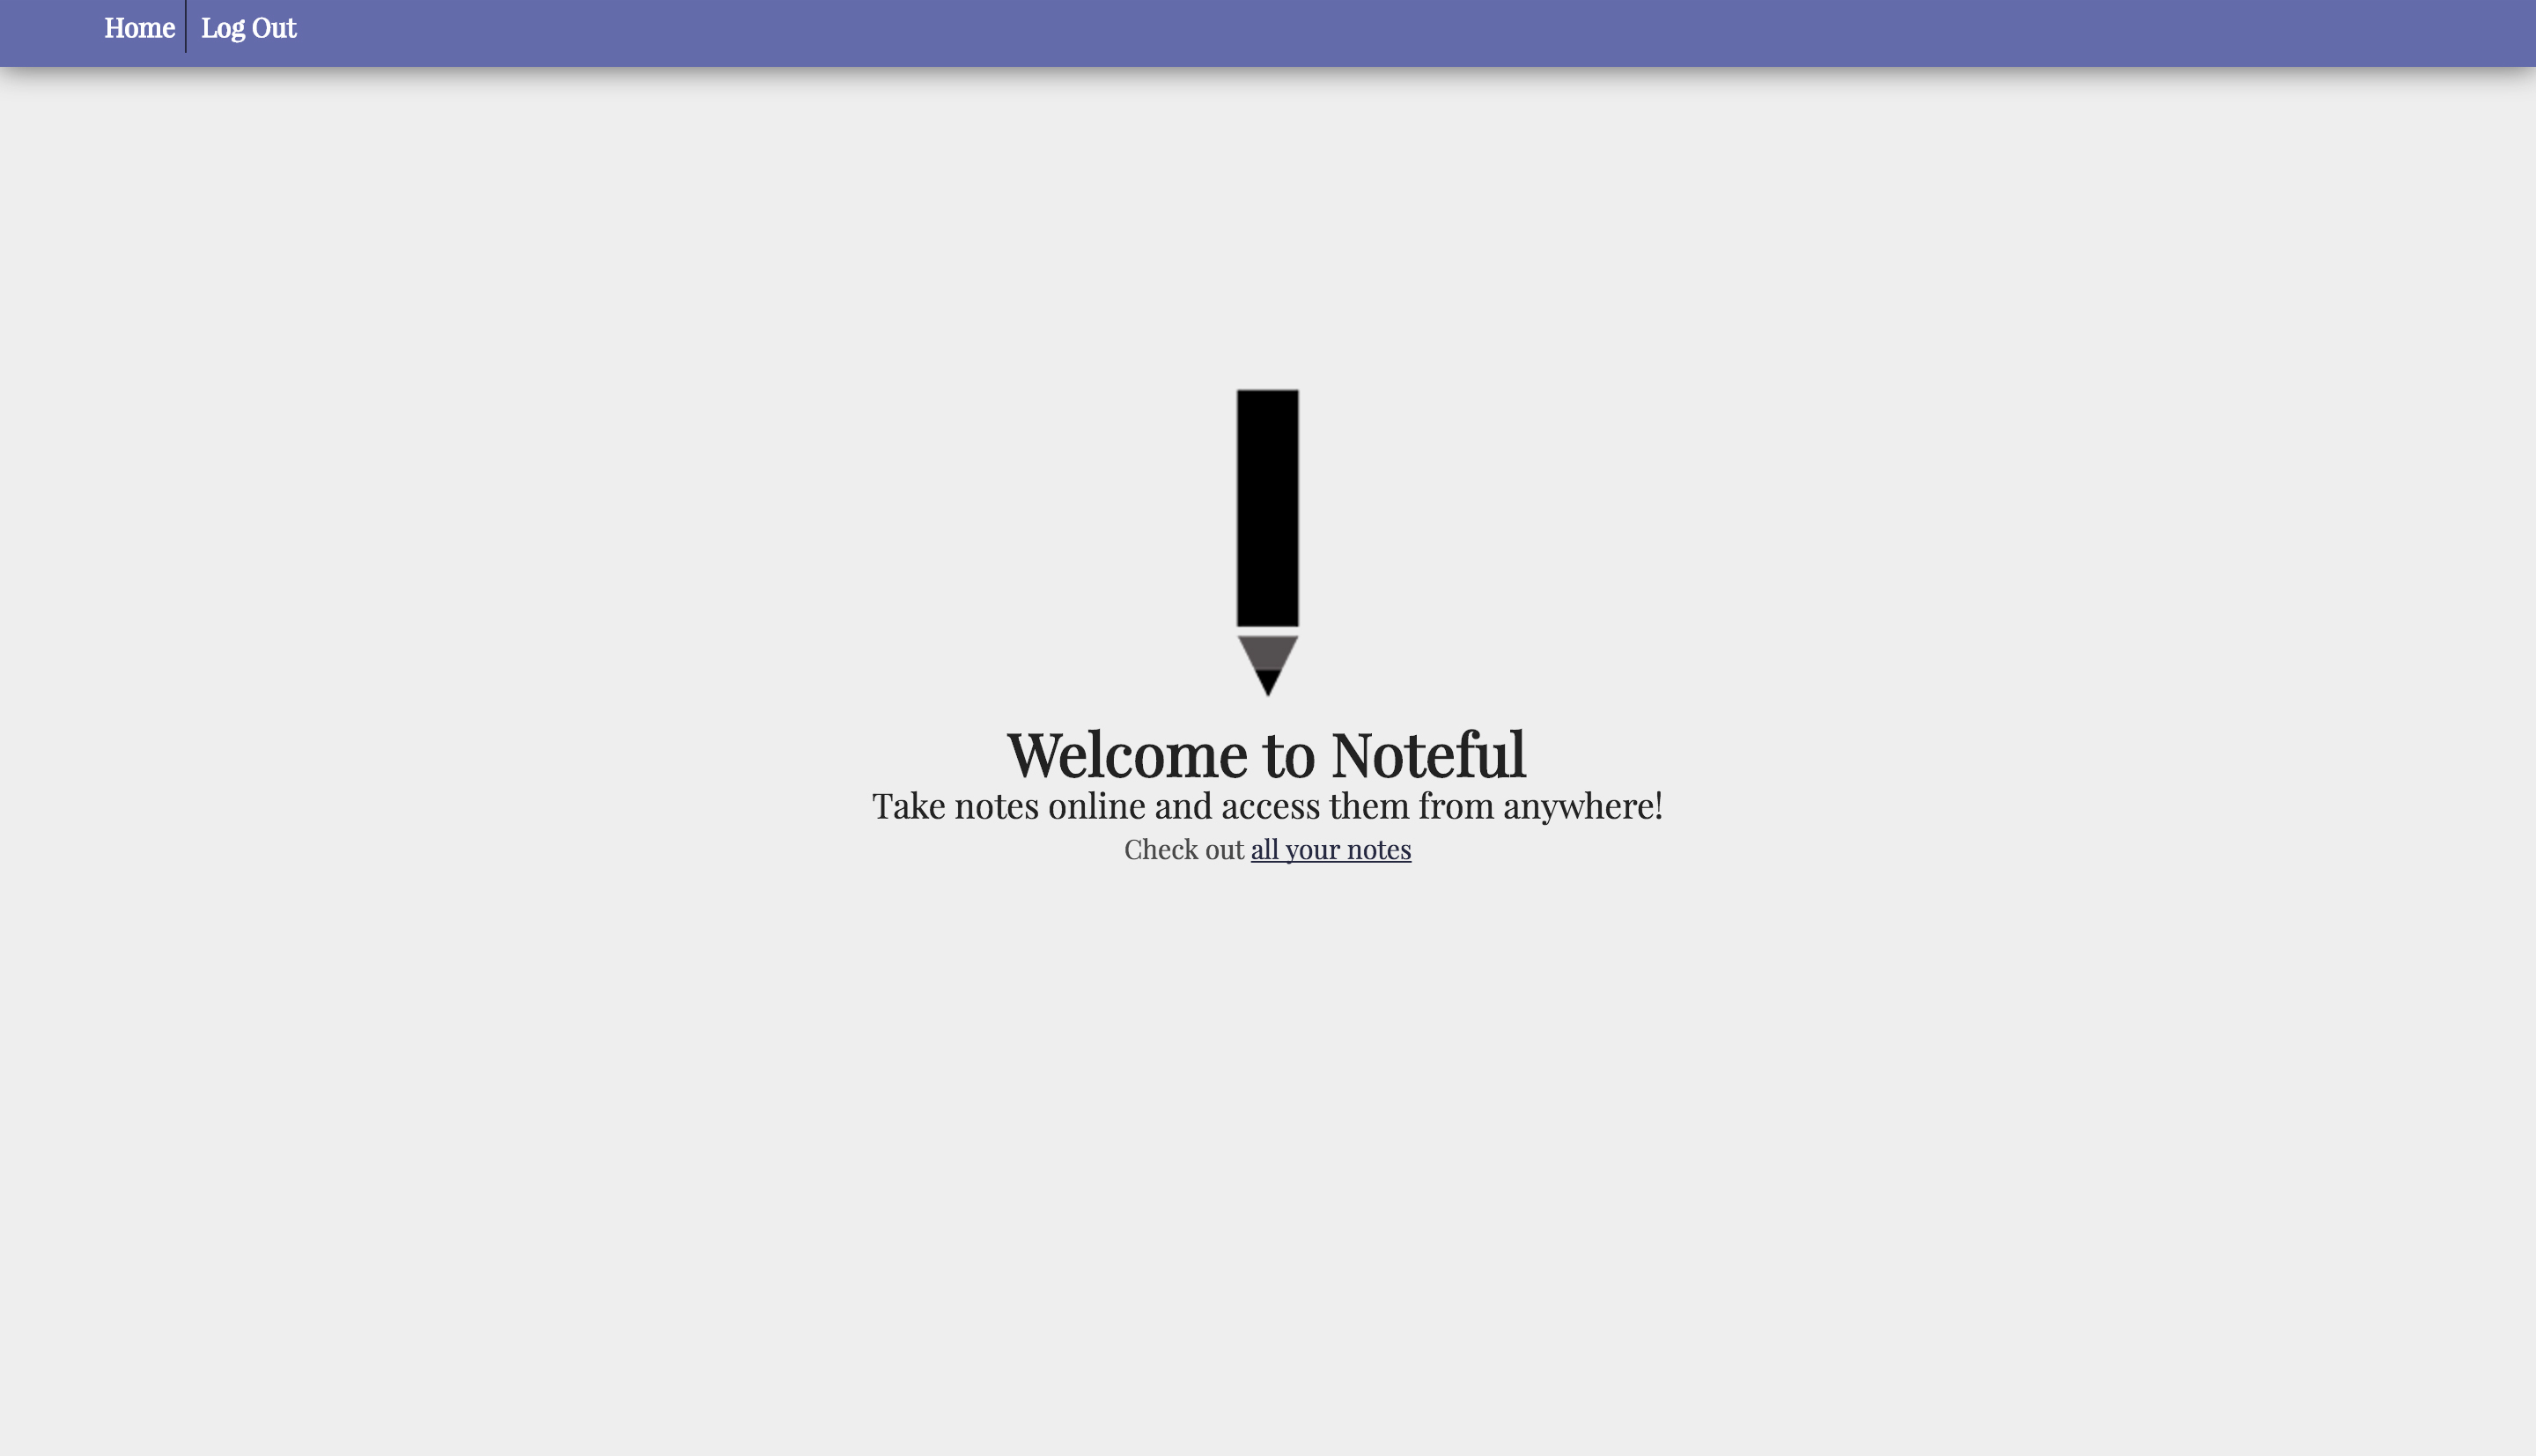 Home
Log Out
Welcome to Noteful
Take notes online and access them from anywhere!
Check out all your notes